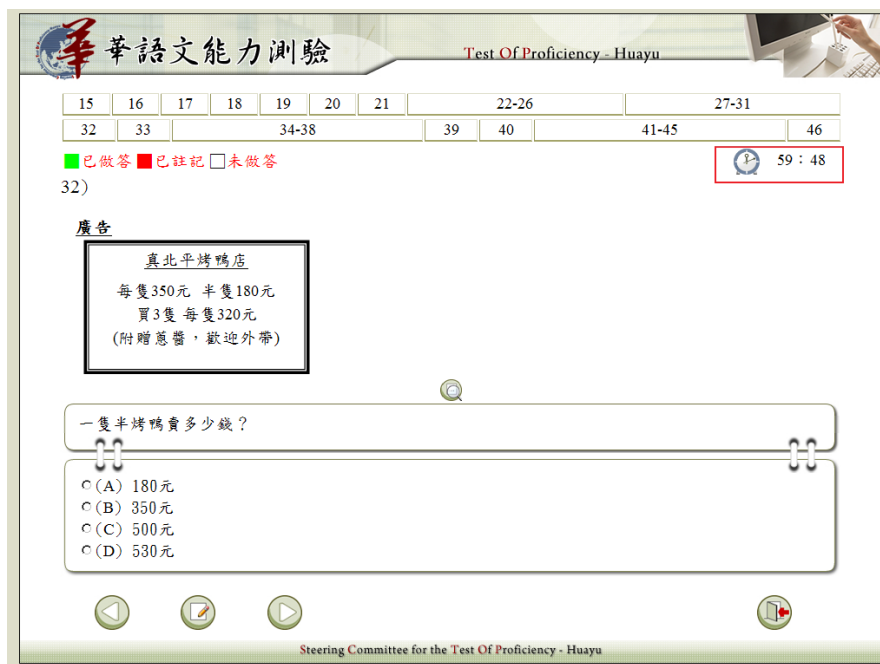 華 華語文能力測驗
Test Of Proficiency - Huayu
15 16 17 18 19 20 21 22-26 27-31
32 33 34-38 39 40 41-45 46
已做答 已註記 未做答
59：48
32)
廣告
真北平烤鴨店
每隻350元 半隻180元
買3隻 每隻320元
(附贈蔥醬，歡迎外帶)
一隻半烤鴨賣多少錢？
(A) 180元
(B) 350元
(C) 500元
(D) 530元
Steering Committee for the Test Of Proficiency - Huayu